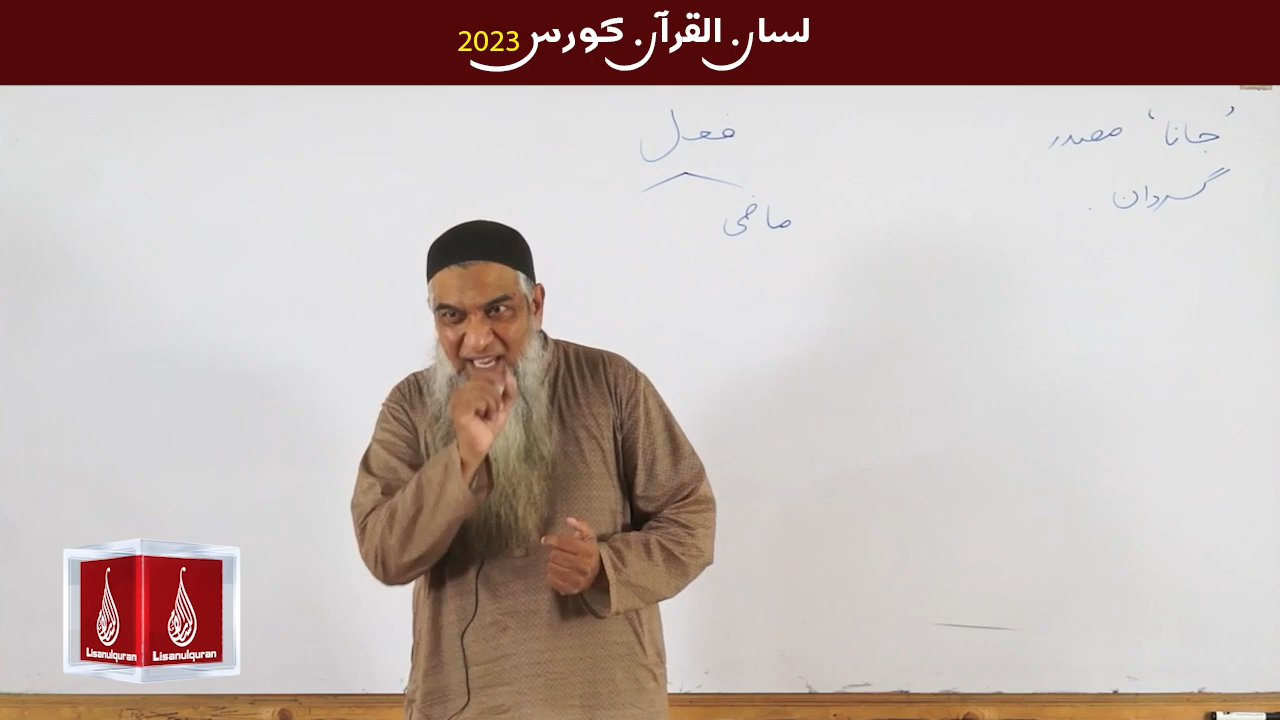 لسان القرآن کورس 2023
’جانا‘ مصدر
گردان
فعل
ماضی
Lisanulquran
Lisanulquran